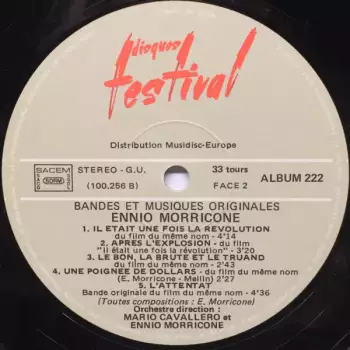 disques
festival
Distribution Musidisc-Europe
SACEM
SACD SDRM SGDL
STEREO - G.U.
(100.256 B)
33 tours
FACE 2
ALBUM 222
BANDES ET MUSIQUES ORIGINALES
ENNIO MORRICONE
1. IL ETAIT UNE FOIS LA REVOLUTION
du film du même nom - 4'14
2. APRES L'EXPLOSION - du film
"il était une fois la révolution" - 3'20
3. LE BON, LA BRUTE ET LE TRUAND
du film du même nom - 2'43
4. UNE POIGNEE DE DOLLARS - du film du même nom
(E. Morricone - Mellin) 2'27
5. L'ATTENTAT
Bande originale du film du même nom - 4'36
(Toutes compositions : E. Morricone)
Orchestre direction :
MARIO CAVALLERO et
ENNIO MORRICONE